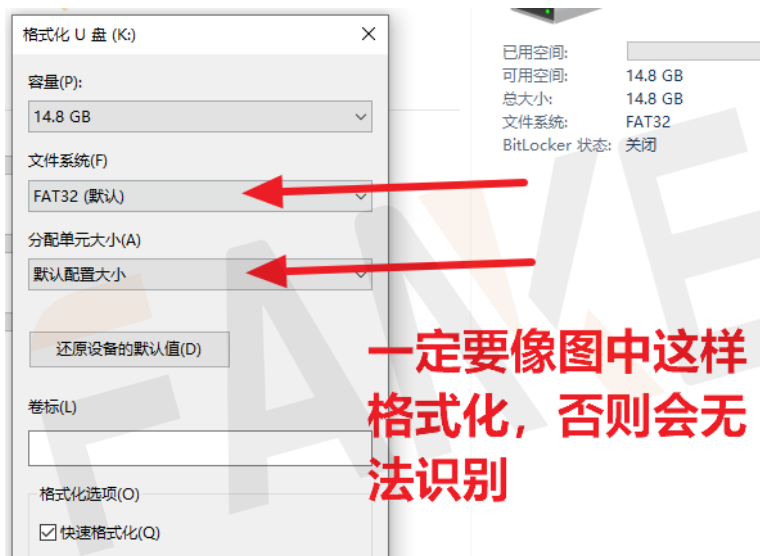 格式化 U 盘 (K:)
容量(P):
14.8 GB
文件系统(F)
FAT32 (默认)
分配单元大小(A)
默认配置大小
还原设备的默认值(D)
卷标(L)
格式化选项(O)
快速格式化(Q)
已用空间:
可用空间: 14.8 GB
总大小: 14.8 GB
文件系统: FAT32
BitLocker 状态: 关闭
一定要像图中这样
格式化，否则会无
法识别
FANKE